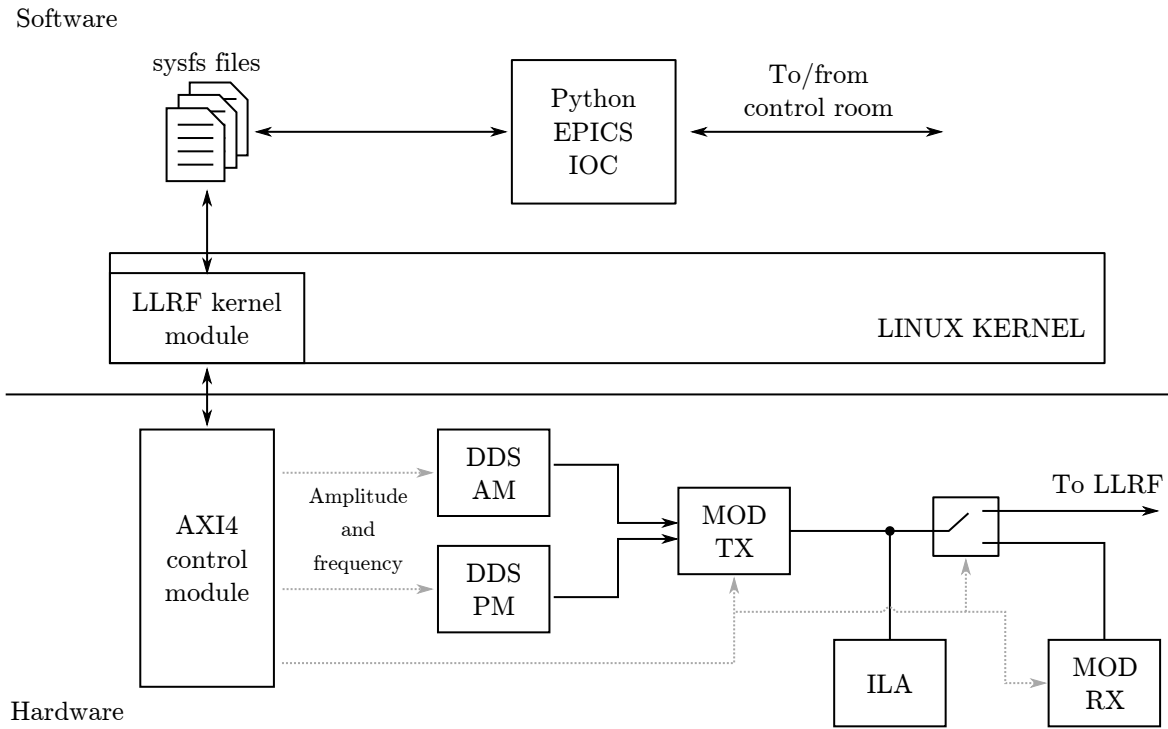 Software
sysfs files
Python
EPICS
IOC
To/from
control room
LLRF kernel
module
LINUX KERNEL
AXI4
control
module
Amplitude
and
frequency
DDS
AM
DDS
PM
MOD
TX
To LLRF
ILA
MOD
RX
Hardware